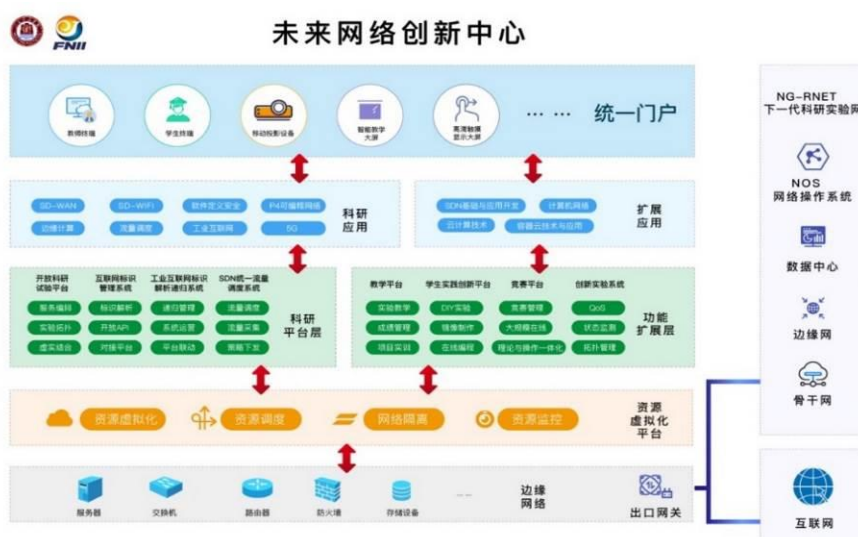 FNII
未来网络创新中心
教师终端
学生终端
移动投影设备
智能教学
大屏
高清触摸
显示大屏
... ...
统一门户
SD-WAN
SD-WIFI
软件定义安全
P4可编程网络
边缘计算
流量调度
工业互联网
5G
科研
应用
SDN基础与应用开发
计算机网络
云计算技术
容器云技术与应用
扩展
应用
开放科研
试验平台
互联网标识
管理系统
工业互联网标识
解析递归系统
SDN统一流量
调度系统
服务编排
标识解析
递归管理
流量调度
实验拓扑
开放API
系统运营
流量采集
虚实结合
对接平台
平台联动
策略下发
科研
平台层
教学平台
学生实践创新平台
竞赛平台
创新实验系统
实验教学
DIY实验
竞赛管理
QoS
成绩管理
镜像制作
大规模在线
状态监测
项目实训
在线编程
理论与操作一体化
拓扑管理
功能
扩展层
资源虚拟化
资源调度
网络隔离
资源监控
资源
虚拟化
平台
服务器
交换机
路由器
防火墙
存储设备
...
边缘
网络
出口网关
NG-RNET
下一代科研实验网
NOS
网络操作系统
数据中心
边缘网
骨干网
互联网